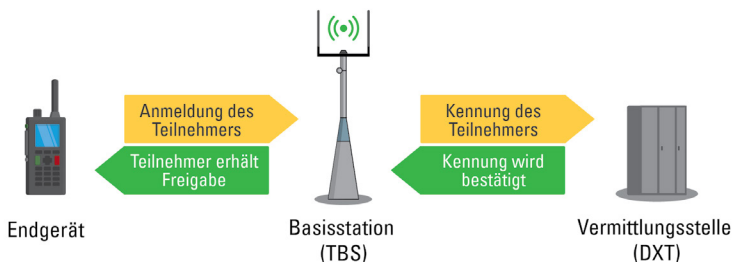 Anmeldung des
Teilnehmers
Kennung des
Teilnehmers
Teilnehmer erhält
Freigabe
Kennung wird
bestätigt
Endgerät
Basisstation
(TBS)
Vermittlungsstelle
(DXT)